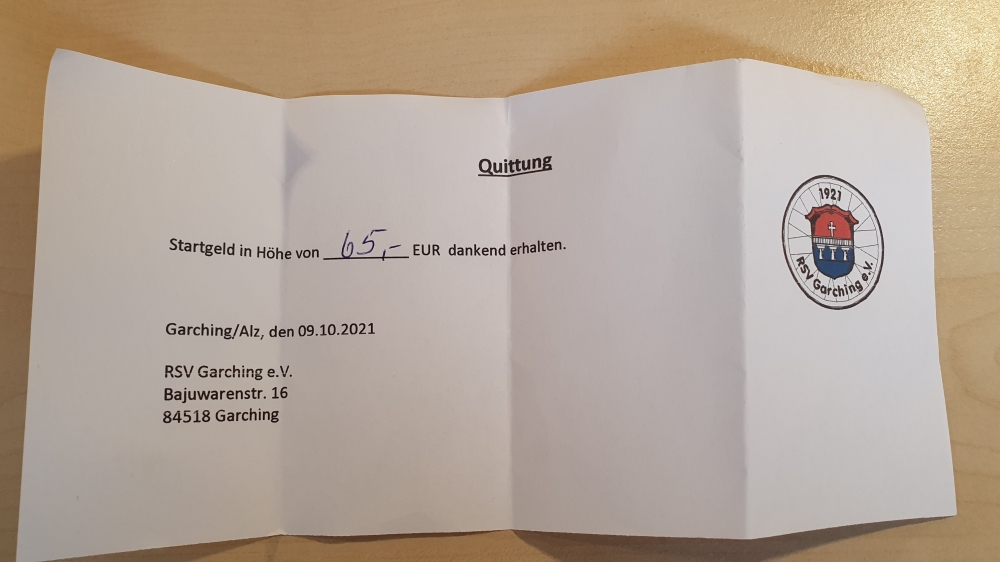 Quittung
Startgeld in Höhe von 65,- EUR dankend erhalten.
Garching/Alz, den 09.10.2021
RSV Garching e.V.
Bajuwarenstr. 16
84518 Garching
1921
RSV Garching e.V.